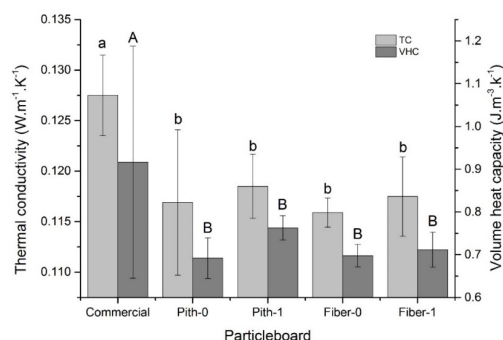 0.135
0.130
0.125
0.120
0.115
0.110
Thermal conductivity (W.m⁻¹.K⁻¹)
a A
b B
b B
b B
b B
TC
VHC
1.2
1.1
1.0
0.9
0.8
0.7
0.6
Volume heat capacity (J.m⁻³.k⁻¹)
Commercial Pith-0 Pith-1 Fiber-0 Fiber-1
Particleboard